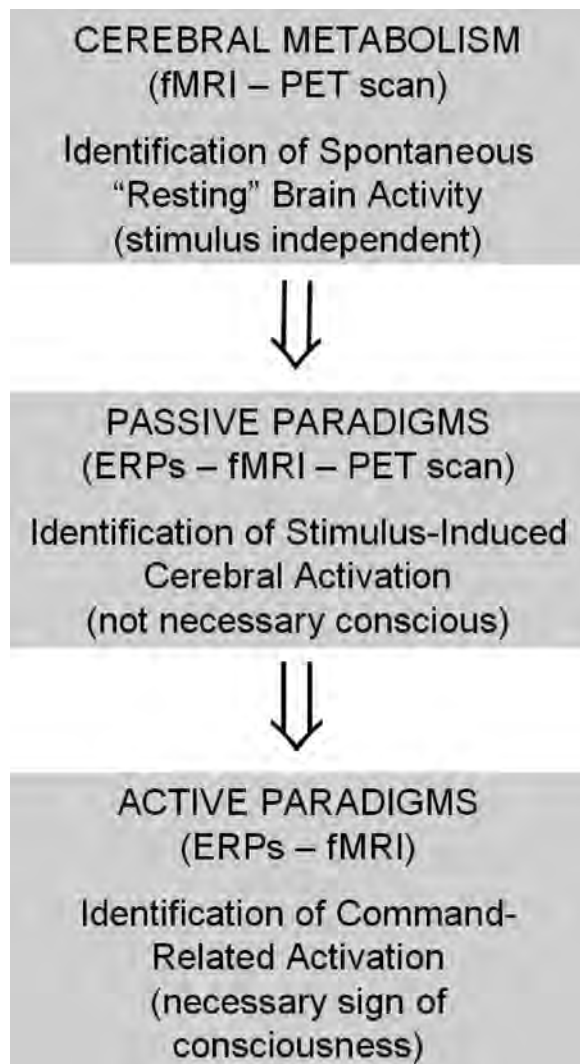 CEREBRAL METABOLISM
(fMRI – PET scan)
Identification of Spontaneous
“Resting” Brain Activity
(stimulus independent)
PASSIVE PARADIGMS
(ERPs – fMRI – PET scan)
Identification of Stimulus-Induced
Cerebral Activation
(not necessary conscious)
ACTIVE PARADIGMS
(ERPs – fMRI)
Identification of Command-
Related Activation
(necessary sign of
consciousness)